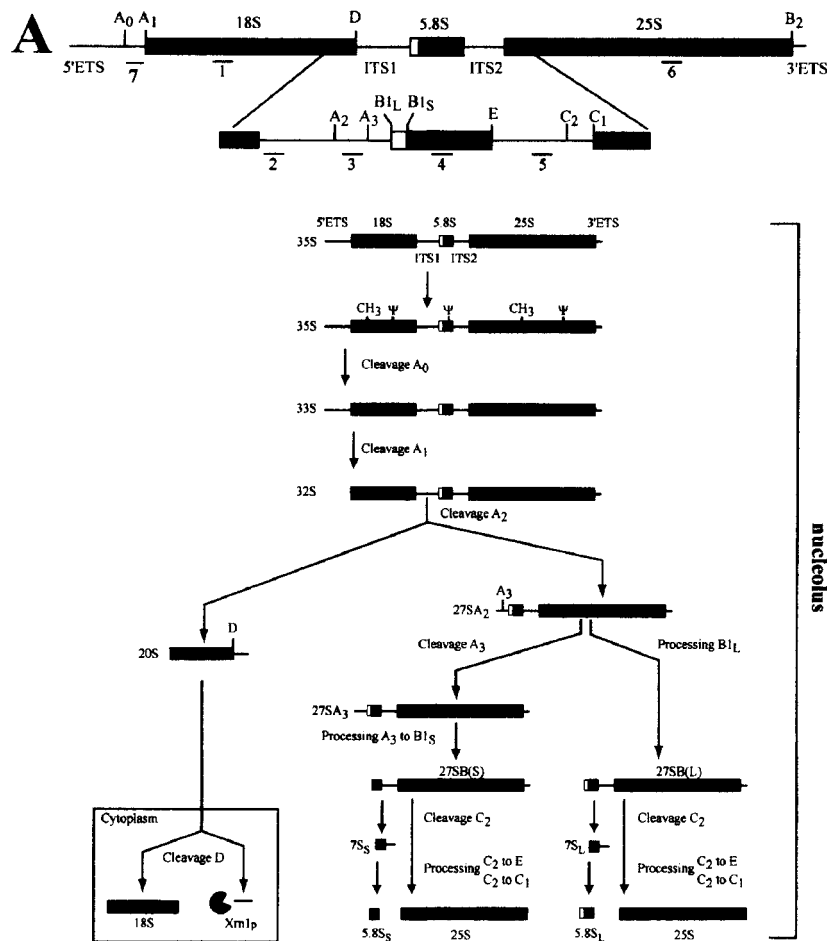 A
A0 A1 18S D 5.8S 25S B2
5'ETS 7 1 ITS1 ITS2 6 3'ETS
A2 A3 B1L B1S E C2 C1
2 3 4 5
5'ETS 18S 5.8S 25S 3'ETS
35S
ITS1 ITS2
CH3 Ψ Ψ CH3 Ψ
35S
Cleavage A0
33S
Cleavage A1
32S
Cleavage A2
nucleolus
A3
27SA2
D
20S
Cleavage A3 Processing B1L
27SA3
Processing A3 to B1S
27SB(S) 27SB(L)
Cytoplasm
Cleavage C2 Cleavage C2
7SS 7SL
Cleavage D
Processing C2 to E Processing C2 to E
C2 to C1 C2 to C1
18S Xrn1p
5.8SS 25S 5.8SL 25S